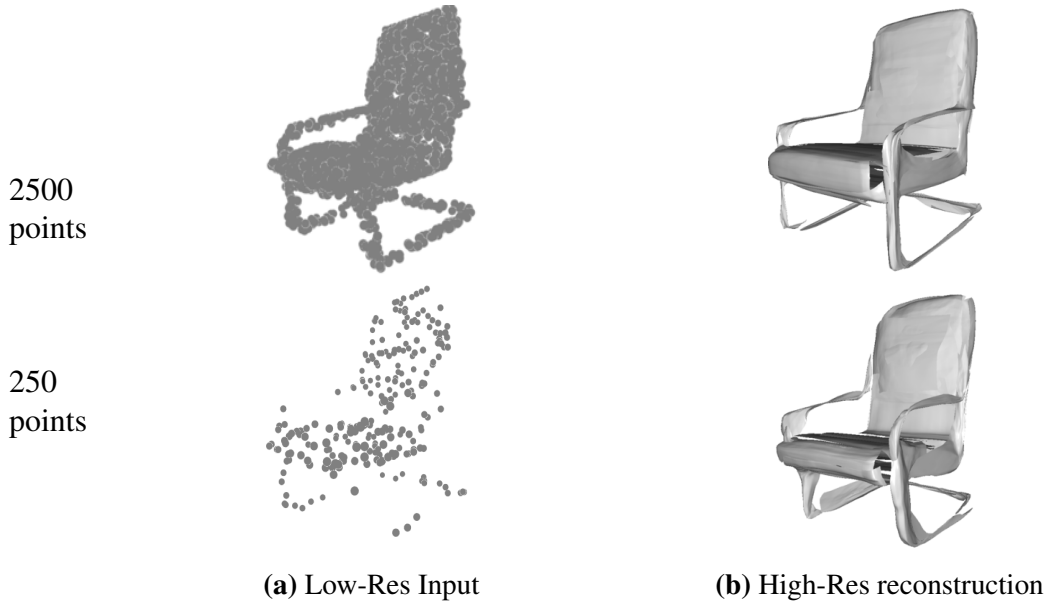 2500
points
250
points
(a) Low-Res Input
(b) High-Res reconstruction